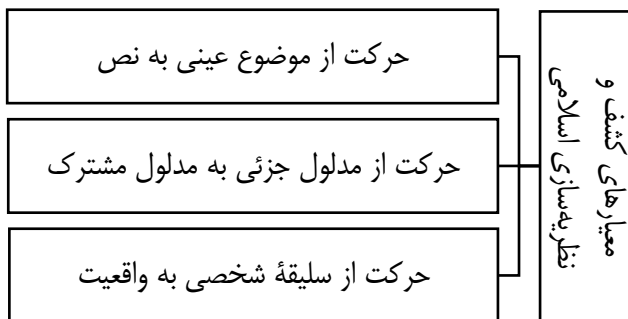 معیارهای کشف و
نظریه‌سازی اسلامی
حرکت از موضوع عینی به نص
حرکت از مدلول جزئی به مدلول مشترک
حرکت از سلیقۀ شخصی به واقعیت